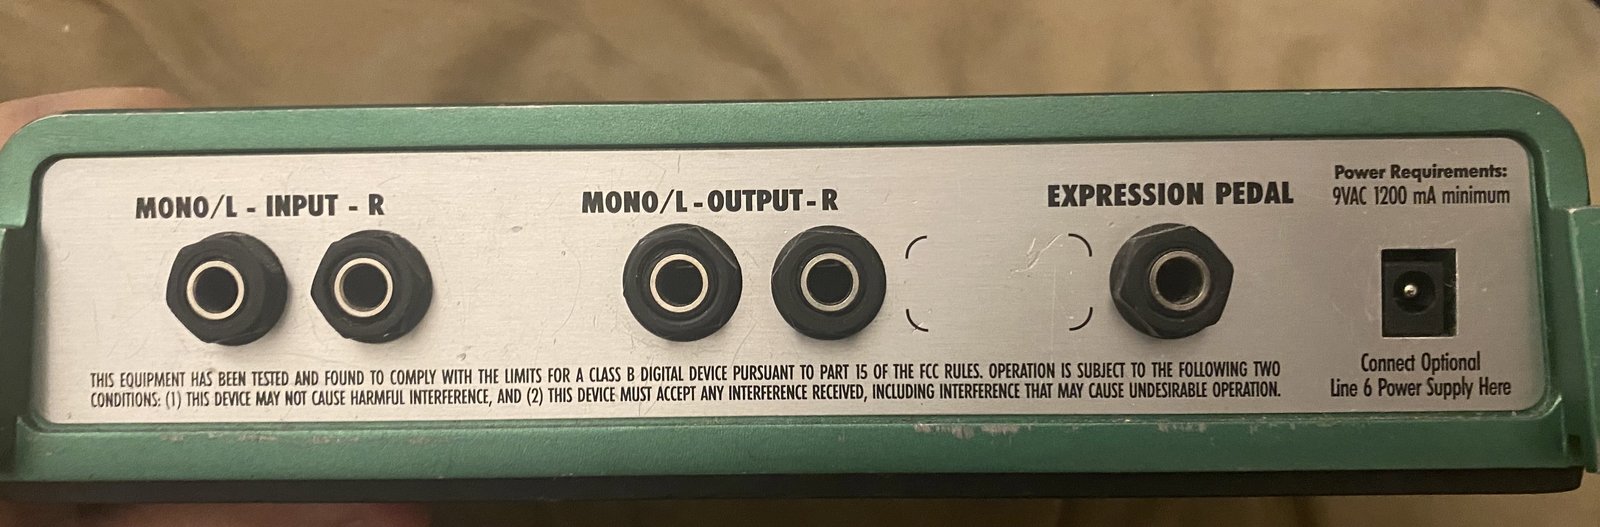 MONO/L - INPUT - R
MONO/L - OUTPUT - R
EXPRESSION PEDAL
Power Requirements:
9VAC 1200 mA minimum
Connect Optional
Line 6 Power Supply Here
THIS EQUIPMENT HAS BEEN TESTED AND FOUND TO COMPLY WITH THE LIMITS FOR A CLASS B DIGITAL DEVICE PURSUANT TO PART 15 OF THE FCC RULES. OPERATION IS SUBJECT TO THE FOLLOWING TWO
CONDITIONS: (1) THIS DEVICE MAY NOT CAUSE HARMFUL INTERFERENCE, AND (2) THIS DEVICE MUST ACCEPT ANY INTERFERENCE RECEIVED, INCLUDING INTERFERENCE THAT MAY CAUSE UNDESIRABLE OPERATION.